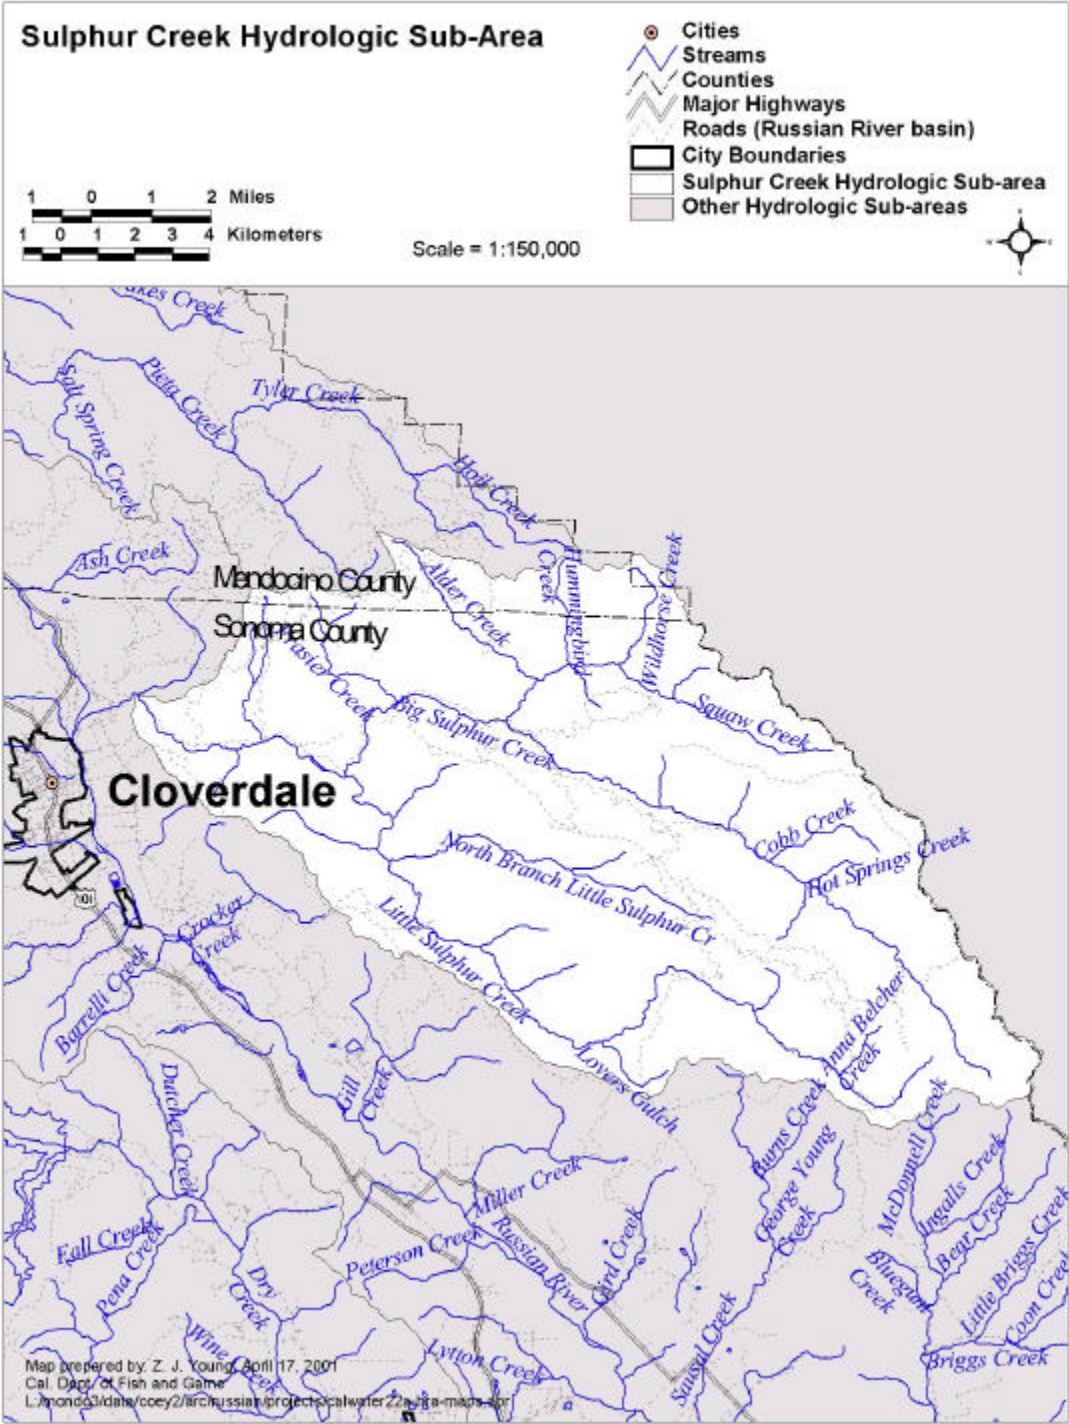 Sulphur Creek Hydrologic Sub-Area
Cities
Streams
Counties
Major Highways
Roads (Russian River basin)
City Boundaries
Sulphur Creek Hydrologic Sub-area
Other Hydrologic Sub-areas
1 0 1 2 Miles
1 0 1 2 3 4 Kilometers
Scale = 1:150,000
Creek
Salt Spring Creek
Pieta Creek
Tyler Creek
Hoil Creek
Ash Creek
Mendocino County
Sonoma County
Alder Creek
Hummingbird
Creek
Wildhorse Creek
Frasier Creek
Big Sulphur Creek
Squaw Creek
Cloverdale
Cobb Creek
Hot Springs Creek
North Branch Little Sulphur Cr
Little Sulphur Creek
101
Crocker
Creek
Barrelli Creek
Anna Belcher
Creek
Lovers Gulch
Gill
Creek
Dutcher Creek
Burns Creek
George Young
Creek
McDonnell Creek
Ingalls Creek
Bear Creek
Little Briggs Creek
Coon Cree
Bluegum
Creek
Briggs Creek
Miller Creek
Russian River
Peterson Creek
Gird Creek
Fall Creek
Pena Creek
Dry
Creek
Wine Creek
Lytton Creek
Sausal Creek
Map prepared by: Z. J. Young, April 17, 2001
Cal. Dept. of Fish and Game